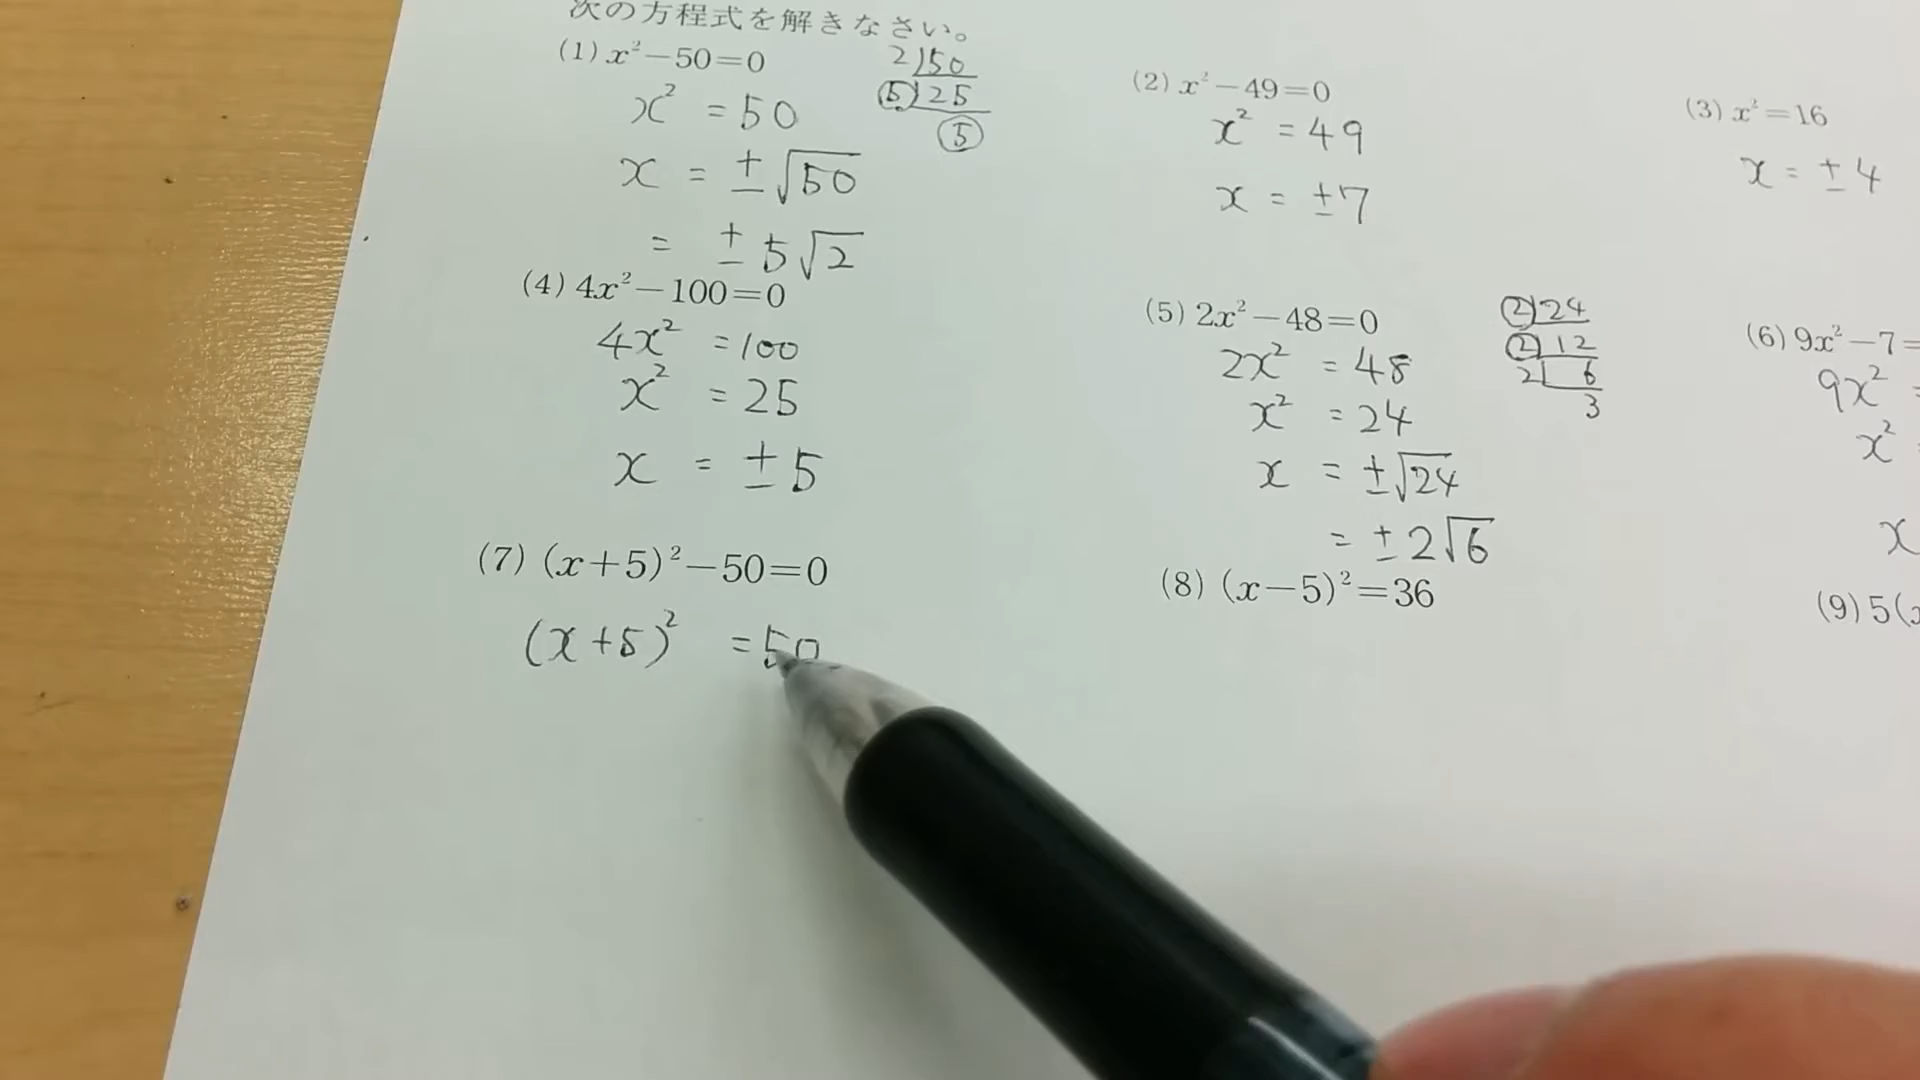 次の方程式を解きなさい。
(1) x²−50=0
x² = 50
x = ±√50
= ±5√2
2)50
5)25
5
(2) x²−49=0
x² = 49
x = ±7
(3) x²=16
x = ±4
(4) 4x²−100=0
4x² = 100
x² = 25
x = ±5
(5) 2x²−48=0
2x² = 48
x² = 24
x = ±√24
= ±2√6
2)24
2)12
2)6
3
(6) 9x²−7=
9x² =
x²
x
(7) (x+5)²−50=0
(x+5)² = 50
(8) (x−5)²=36
(9) 5(x